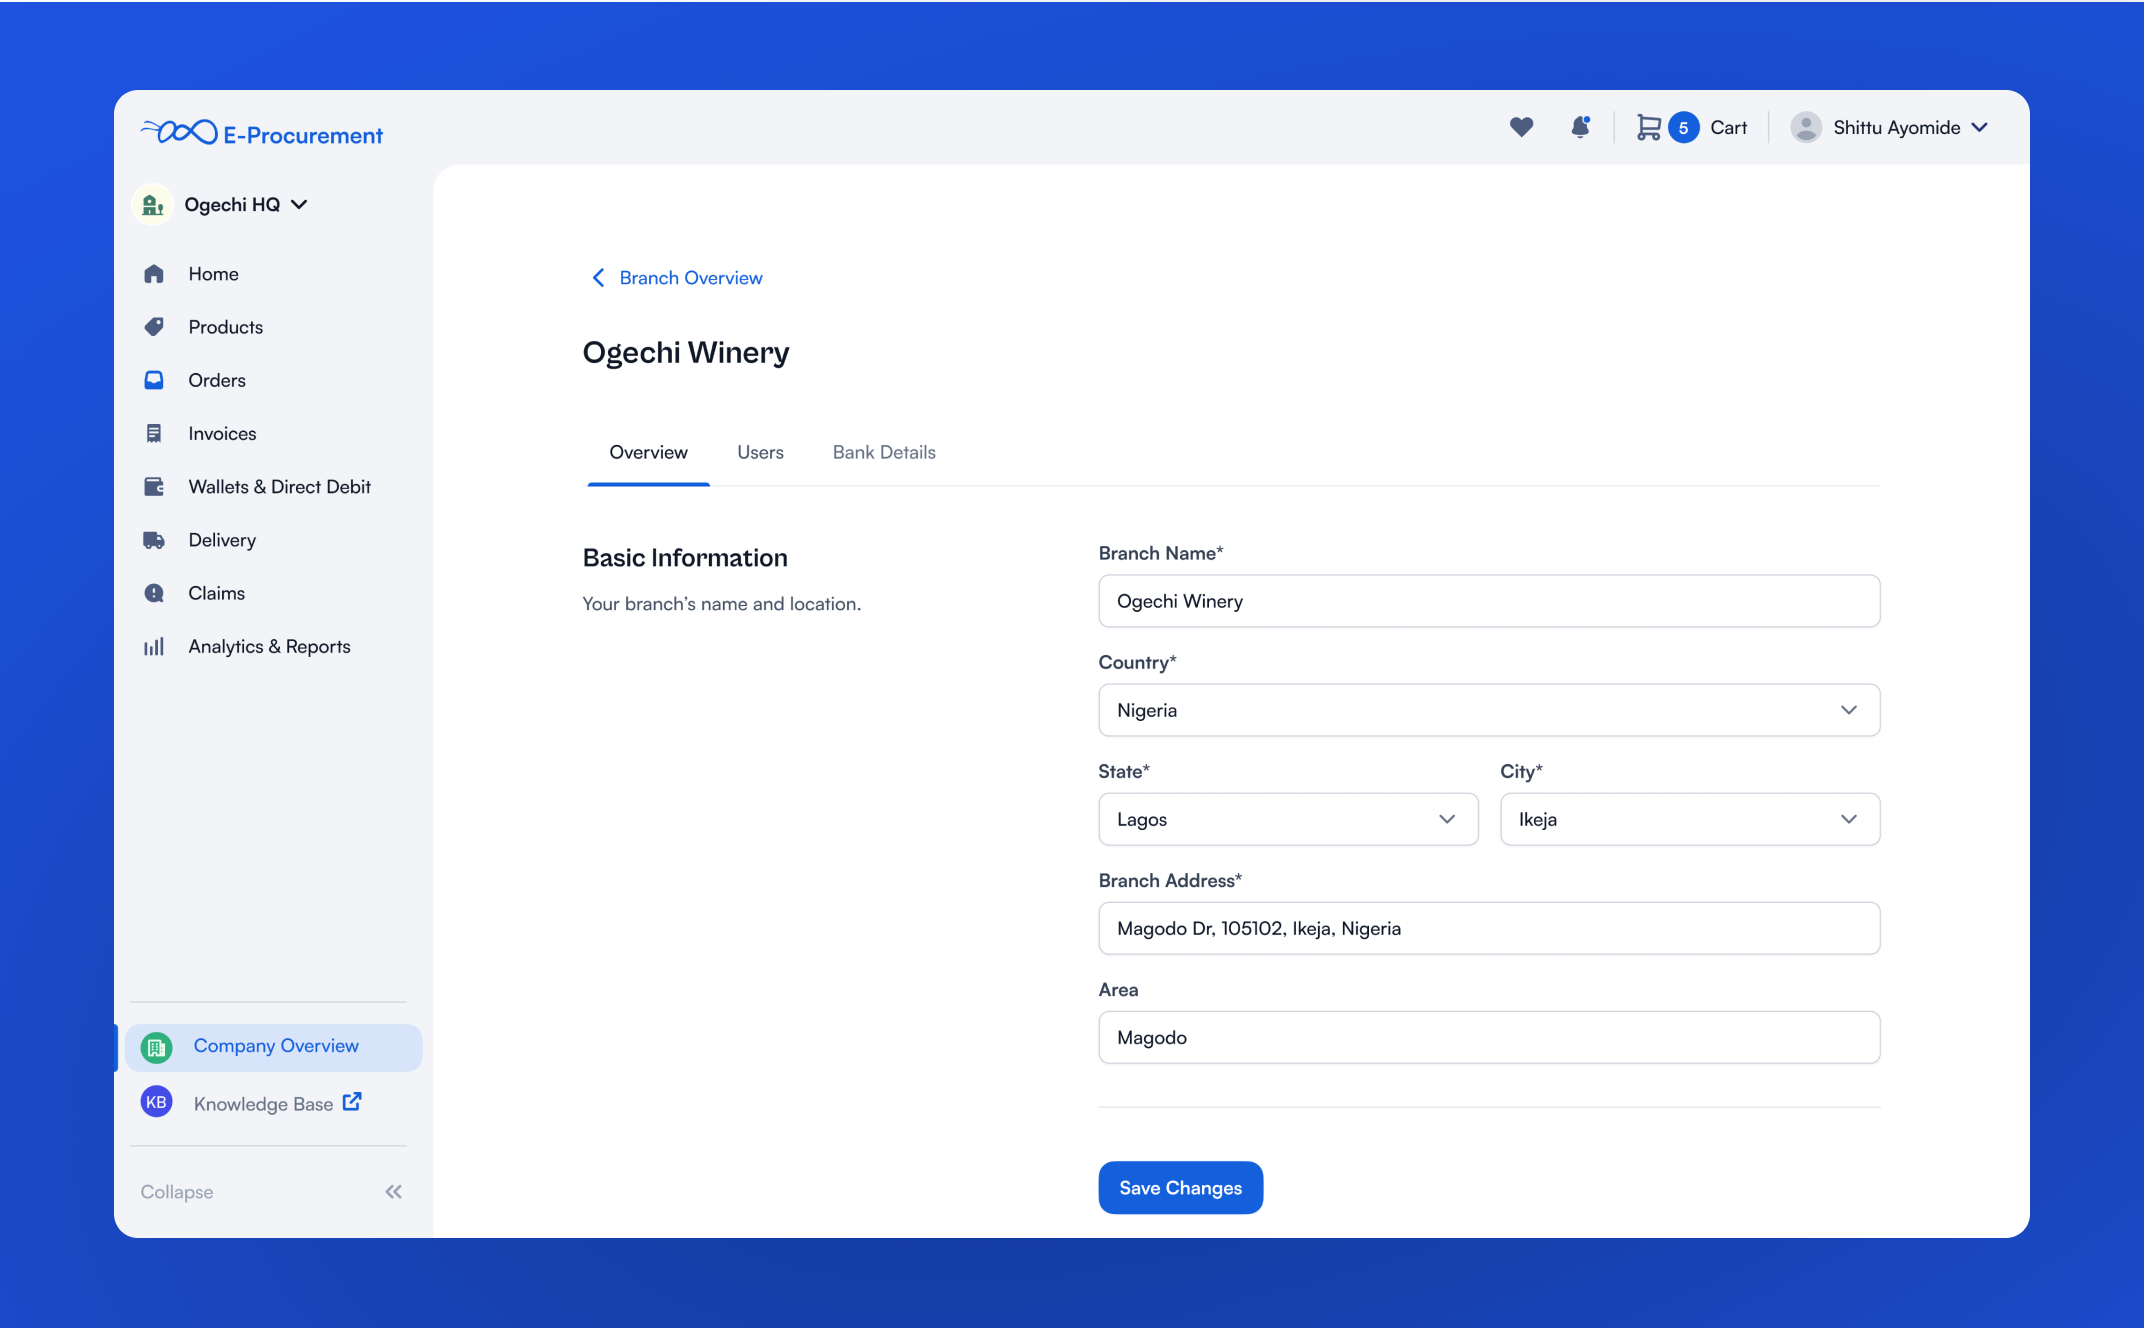 E-Procurement
5 Cart
Shittu Ayomide
Ogechi HQ
Home
Products
Orders
Invoices
Wallets & Direct Debit
Delivery
Claims
Analytics & Reports
Company Overview
KB Knowledge Base
Collapse
Branch Overview
Ogechi Winery
Overview Users Bank Details
Basic Information
Your branch's name and location.
Branch Name*
Ogechi Winery
Country*
Nigeria
State* City*
Lagos Ikeja
Branch Address*
Magodo Dr, 105102, Ikeja, Nigeria
Area
Magodo
Save Changes